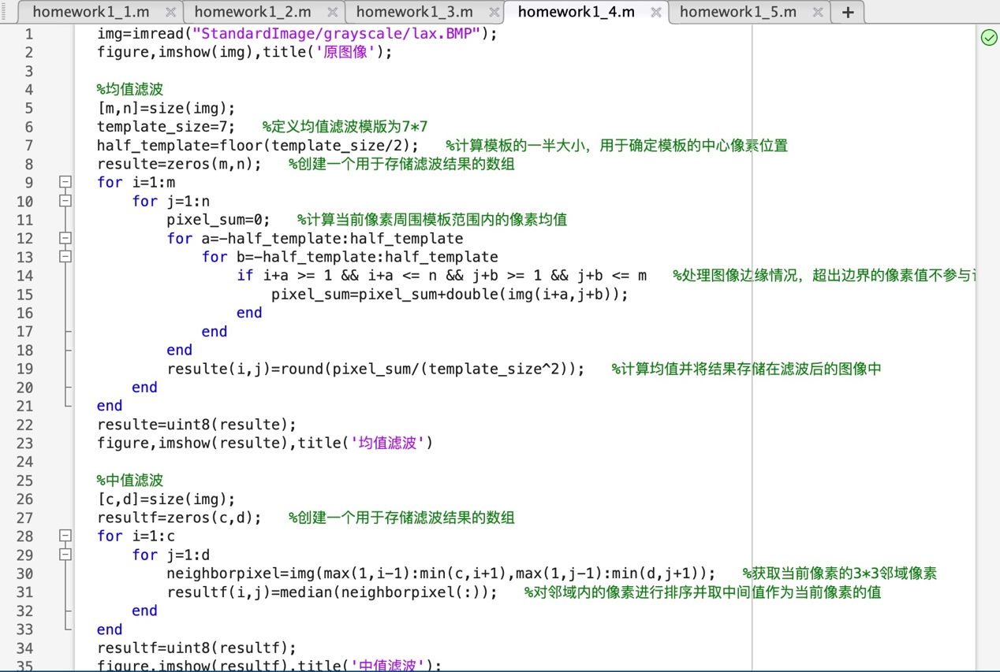 homework1_1.m homework1_2.m homework1_3.m homework1_4.m homework1_5.m +
1 img=imread("StandardImage/grayscale/lax.BMP");
2 figure,imshow(img),title('原图像');
3
4 %均值滤波
5 [m,n]=size(img);
6 template_size=7; %定义均值滤波模版为7*7
7 half_template=floor(template_size/2); %计算模板的一半大小，用于确定模板的中心像素位置
8 resulte=zeros(m,n); %创建一个用于存储滤波结果的数组
9 for i=1:m
10 for j=1:n
11 pixel_sum=0; %计算当前像素周围模板范围内的像素均值
12 for a=-half_template:half_template
13 for b=-half_template:half_template
14 if i+a >= 1 && i+a <= n && j+b >= 1 && j+b <= m %处理图像边缘情况，超出边界的像素值不参与
15 pixel_sum=pixel_sum+double(img(i+a,j+b));
16 end
17 end
18 end
19 resulte(i,j)=round(pixel_sum/(template_size^2)); %计算均值并将结果存储在滤波后的图像中
20 end
21 end
22 resulte=uint8(resulte);
23 figure,imshow(resulte),title('均值滤波')
24
25 %中值滤波
26 [c,d]=size(img);
27 resultf=zeros(c,d); %创建一个用于存储滤波结果的数组
28 for i=1:c
29 for j=1:d
30 neighborpixel=img(max(1,i-1):min(c,i+1),max(1,j-1):min(d,j+1)); %获取当前像素的3*3邻域像素
31 resultf(i,j)=median(neighborpixel(:)); %对邻域内的像素进行排序并取中间值作为当前像素的值
32 end
33 end
34 resultf=uint8(resultf);
35 figure,imshow(resultf),title('中值滤波');